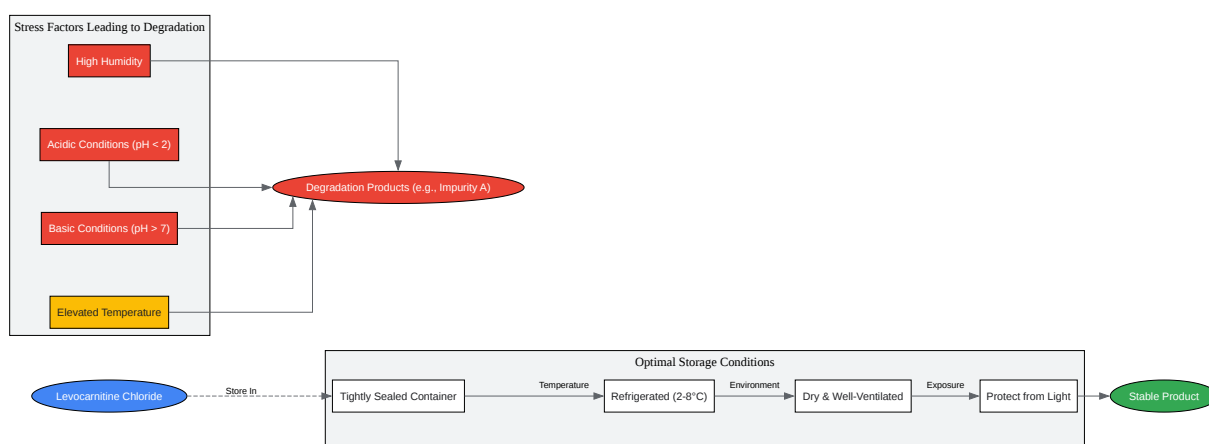 Stress Factors Leading to Degradation
High Humidity
Acidic Conditions (pH < 2)
Degradation Products (e.g., Impurity A)
Basic Conditions (pH > 7)
Elevated Temperature
Optimal Storage Conditions
Levocarnitine Chloride
Store In
Tightly Sealed Container
Temperature
Refrigerated (2-8°C)
Environment
Dry & Well-Ventilated
Exposure
Protect from Light
Stable Product